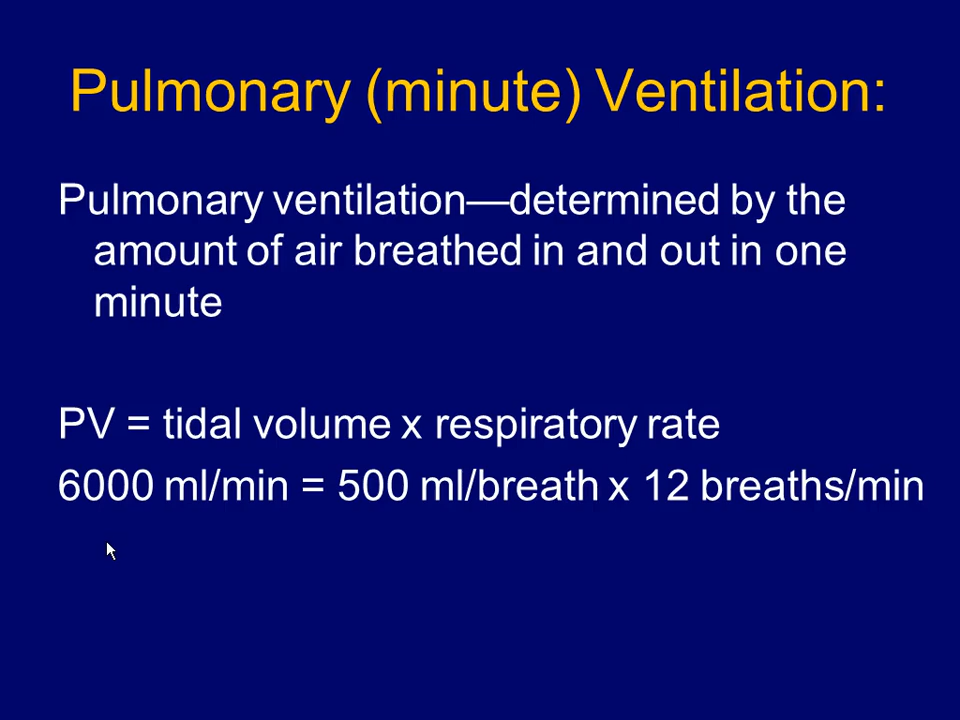 Pulmonary (minute) Ventilation:
Pulmonary ventilation—determined by the
amount of air breathed in and out in one
minute
PV = tidal volume x respiratory rate
6000 ml/min = 500 ml/breath x 12 breaths/min